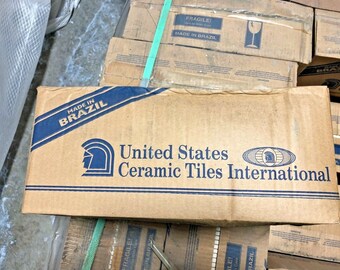 FRAGILE!
MADE IN BRAZIL
MADE IN
BRAZIL
United States
Ceramic Tiles International